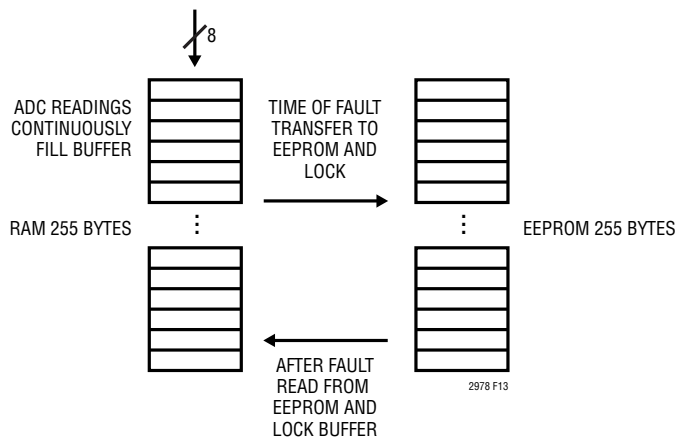 8
ADC READINGS
CONTINUOUSLY
FILL BUFFER
TIME OF FAULT
TRANSFER TO
EEPROM AND
LOCK
RAM 255 BYTES
EEPROM 255 BYTES
AFTER FAULT
READ FROM
EEPROM AND
LOCK BUFFER
2978 F13